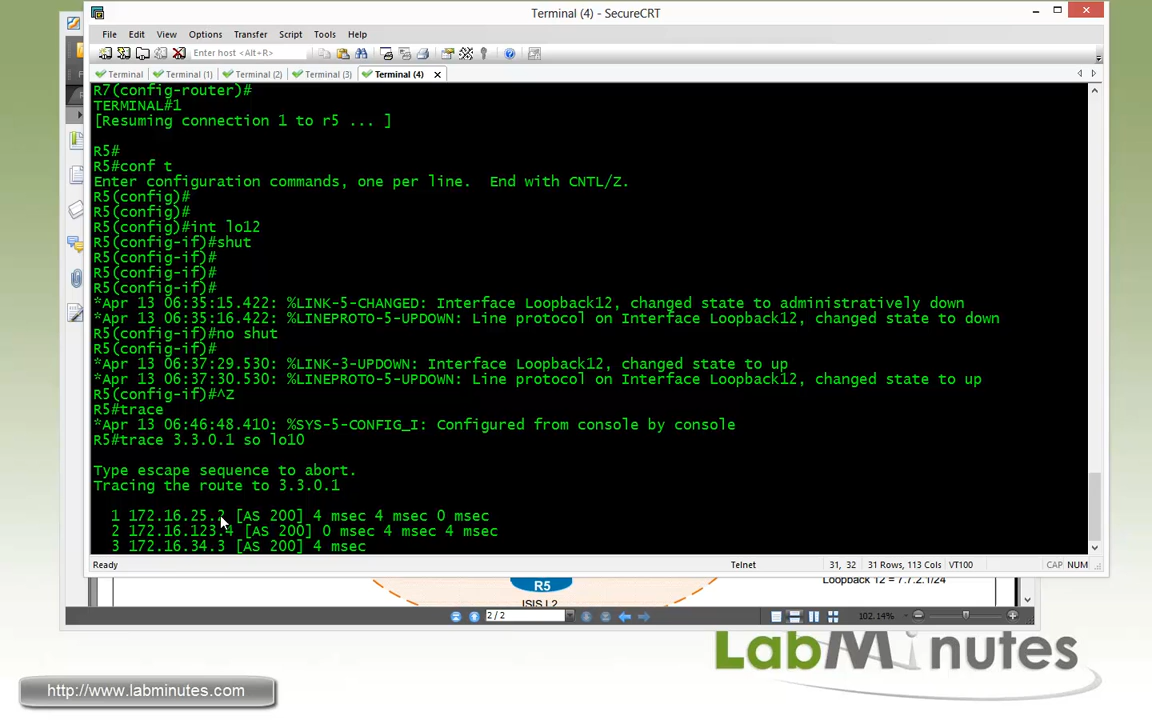 Terminal (4) - SecureCRT
File Edit View Options Transfer Script Tools Help
Enter host <Alt+R>
Terminal Terminal (1) Terminal (2) Terminal (3) Terminal (4)
R7(config-router)#
TERMINAL#1
[Resuming connection 1 to r5 ... ]
R5#
R5#conf t
Enter configuration commands, one per line.  End with CNTL/Z.
R5(config)#
R5(config)#
R5(config)#int lo12
R5(config-if)#shut
R5(config-if)#
R5(config-if)#
R5(config-if)#
*Apr 13 06:35:15.422: %LINK-5-CHANGED: Interface Loopback12, changed state to administratively down
*Apr 13 06:35:16.422: %LINEPROTO-5-UPDOWN: Line protocol on Interface Loopback12, changed state to down
R5(config-if)#no shut
R5(config-if)#
*Apr 13 06:37:29.530: %LINK-3-UPDOWN: Interface Loopback12, changed state to up
*Apr 13 06:37:30.530: %LINEPROTO-5-UPDOWN: Line protocol on Interface Loopback12, changed state to up
R5(config-if)#^Z
R5#trace
*Apr 13 06:46:48.410: %SYS-5-CONFIG_I: Configured from console by console
R5#trace 3.3.0.1 so lo10
Type escape sequence to abort.
Tracing the route to 3.3.0.1
1 172.16.25.2 [AS 200] 4 msec 4 msec 0 msec
2 172.16.123.4 [AS 200] 0 msec 4 msec 4 msec
3 172.16.34.3 [AS 200] 4 msec
Ready Telnet 31, 32 31 Rows, 113 Cols VT100 CAP NUM
R5
Loopback 12 = 7.7.2.1/24
ISIS L2
2 / 2 102.14%
LabMinutes
http://www.labminutes.com